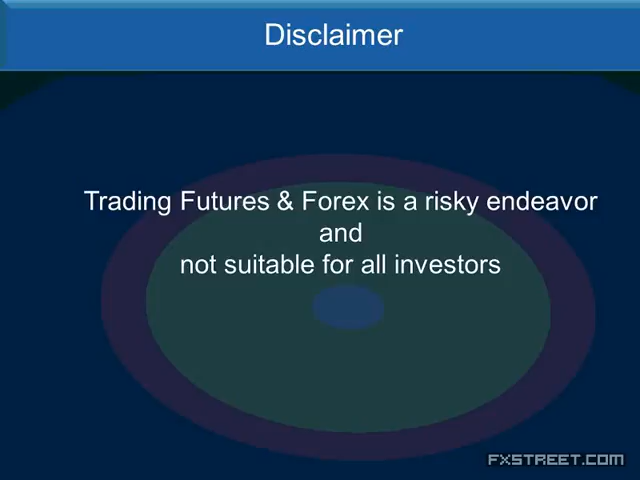 Disclaimer
Trading Futures & Forex is a risky endeavor
and
not suitable for all investors
FXSTREET.COM